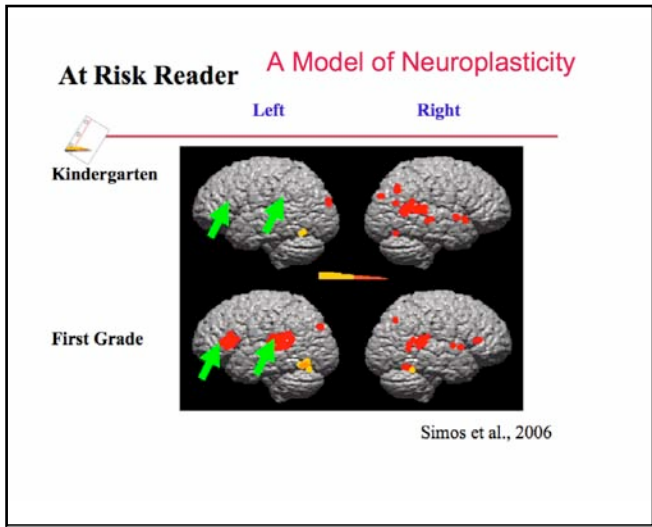 At Risk Reader
A Model of Neuroplasticity
Left
Right
Kindergarten
First Grade
Simos et al., 2006